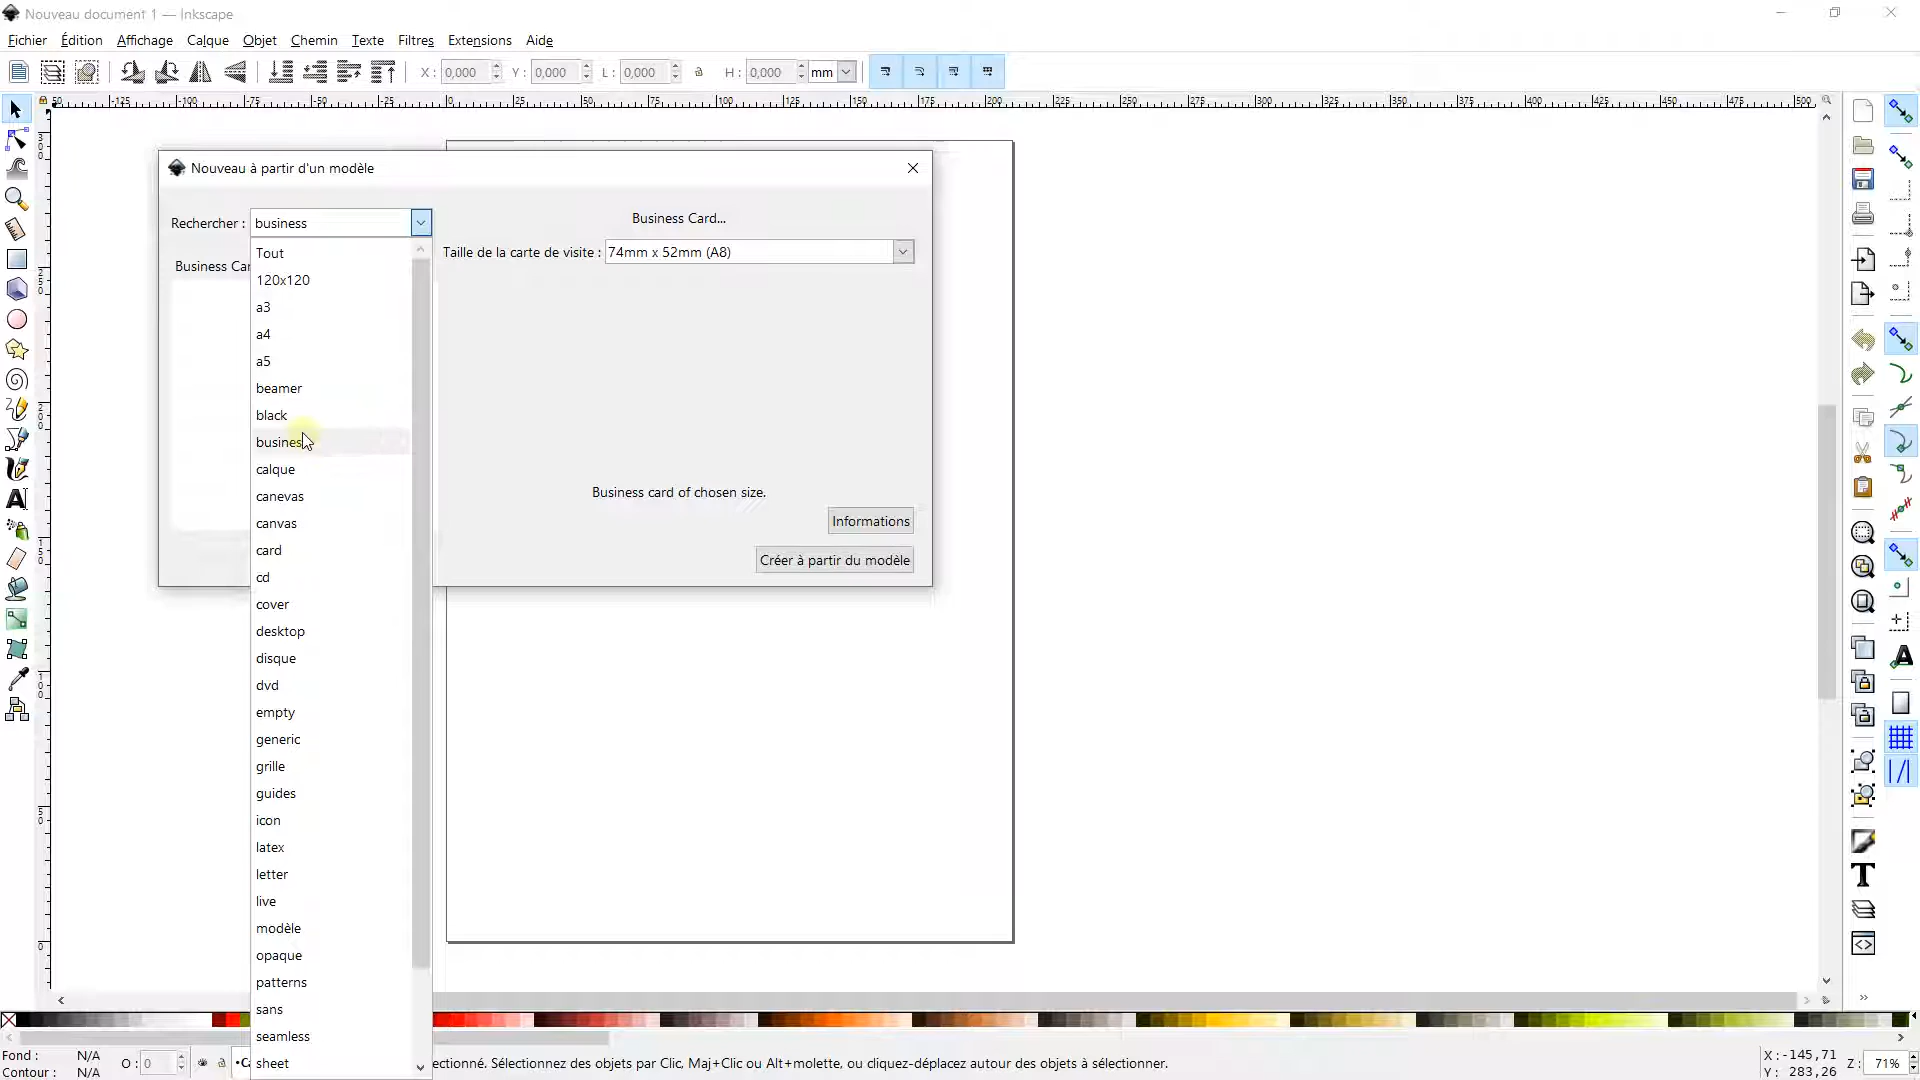 Nouveau document 1 — Inkscape
Fichier Édition Affichage Calque Objet Chemin Texte Filtres Extensions Aide
X: 0,000 Y: 0,000 L: 0,000 H: 0,000 mm
Nouveau à partir d'un modèle
Rechercher : business
Business Card...
Taille de la carte de visite : 74mm x 52mm (A8)
Business Car
Tout
120x120
a3
a4
a5
beamer
black
busines
calque
canevas
canvas
card
cd
cover
desktop
disque
dvd
empty
generic
grille
guides
icon
latex
letter
live
modèle
opaque
patterns
sans
seamless
sheet
Business card of chosen size.
Informations
Créer à partir du modèle
Fond : N/A
Contour : N/A
O: 0
•Ca
ectionné. Sélectionnez des objets par Clic, Maj+Clic ou Alt+molette, ou cliquez-déplacez autour des objets à sélectionner.
X:-145,71
Y: 283,26
Z: 71%